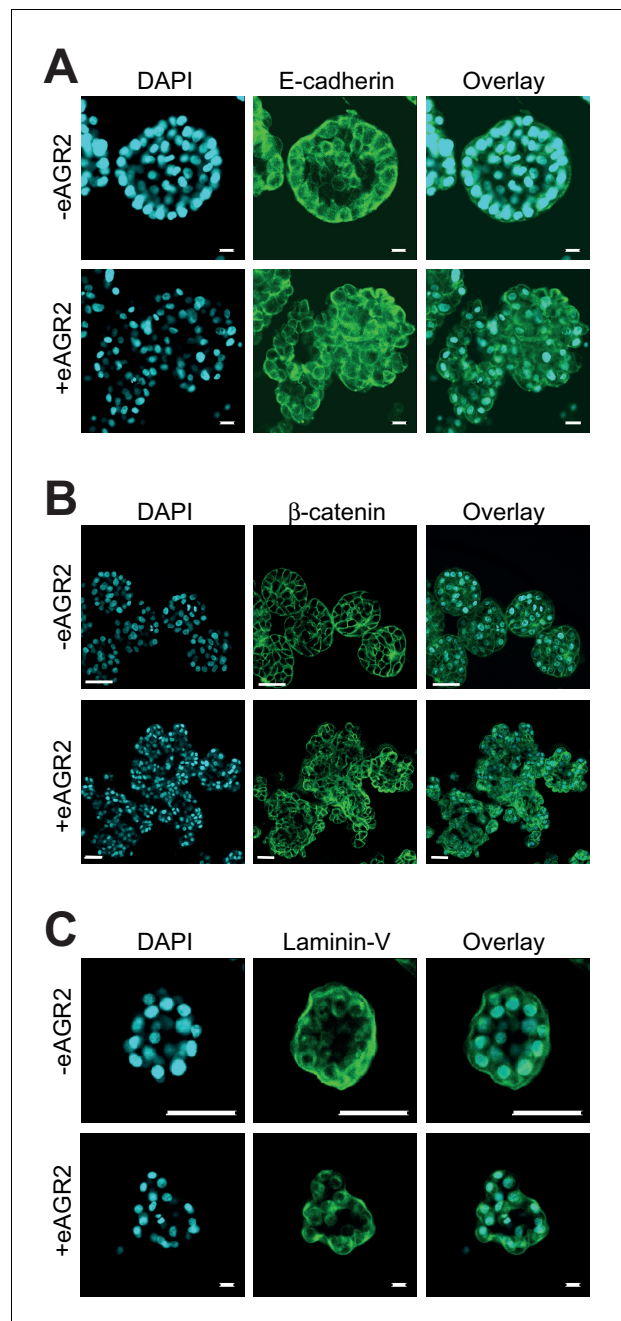 A
DAPI E-cadherin Overlay
-eAGR2
+eAGR2
B
DAPI β-catenin Overlay
-eAGR2
+eAGR2
C
DAPI Laminin-V Overlay
-eAGR2
+eAGR2